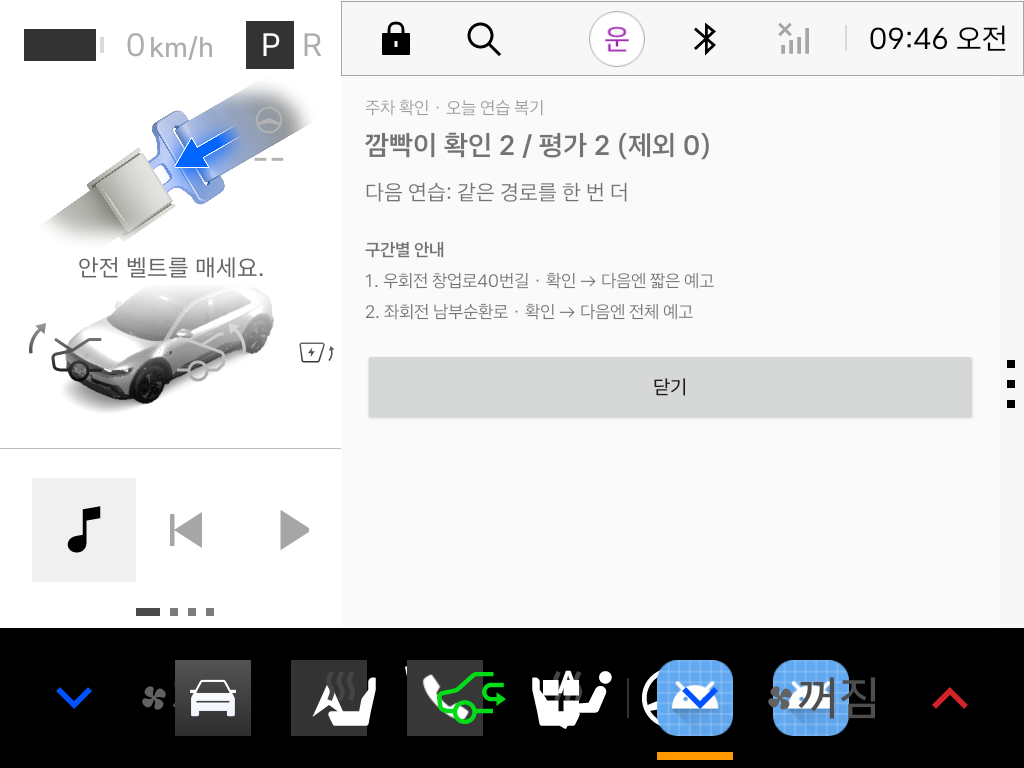 0 km/h P R
운
09:46 오전
안전 벨트를 매세요.
주차 확인 · 오늘 연습 복기
깜빡이 확인 2 / 평가 2 (제외 0)
다음 연습: 같은 경로를 한 번 더
구간별 안내
1. 우회전 창업로40번길 · 확인 → 다음엔 짧은 예고
2. 좌회전 남부순환로 · 확인 → 다음엔 전체 예고
닫기
꺼짐